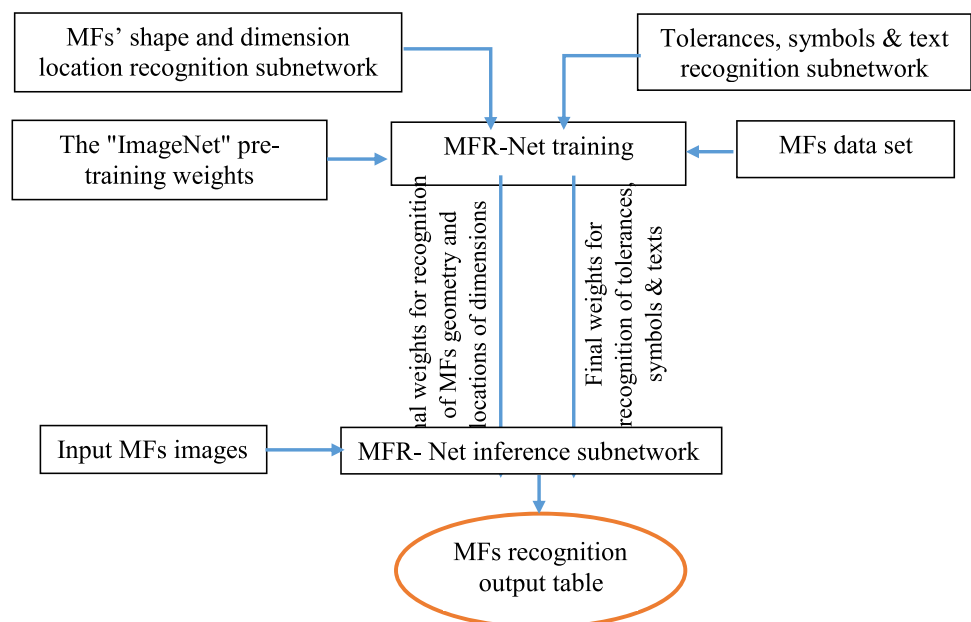 MFs' shape and dimension
location recognition subnetwork
Tolerances, symbols & text
recognition subnetwork
The "ImageNet" pre-
training weights
MFR-Net training
MFs data set
weights for recognition
of MFs geometry and
locations of dimensions
Final weights for
recognition of tolerances,
symbols & texts
Input MFs images
MFR- Net inference subnetwork
MFs recognition
output table